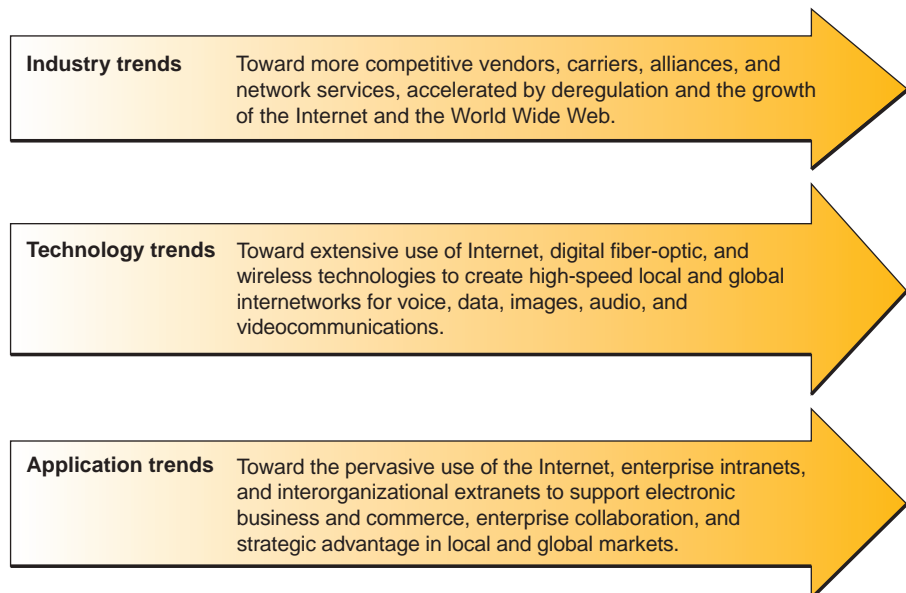 Industry trends
Toward more competitive vendors, carriers, alliances, and
network services, accelerated by deregulation and the growth
of the Internet and the World Wide Web.
Technology trends
Toward extensive use of Internet, digital fiber-optic, and
wireless technologies to create high-speed local and global
internetworks for voice, data, images, audio, and
videocommunications.
Application trends
Toward the pervasive use of the Internet, enterprise intranets,
and interorganizational extranets to support electronic
business and commerce, enterprise collaboration, and
strategic advantage in local and global markets.